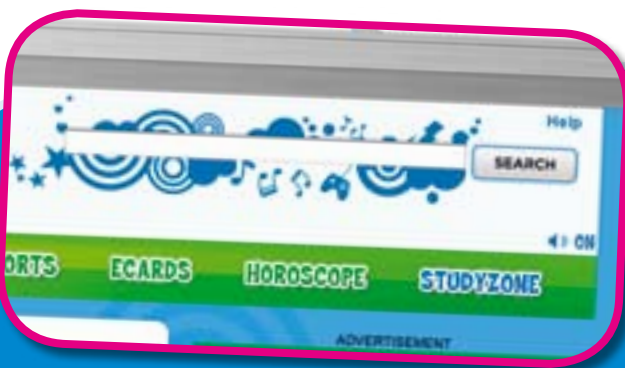 Help
SEARCH
ON
ORTS ECARDS HOROSCOPE STUDYZONE
ADVERTISEMENT